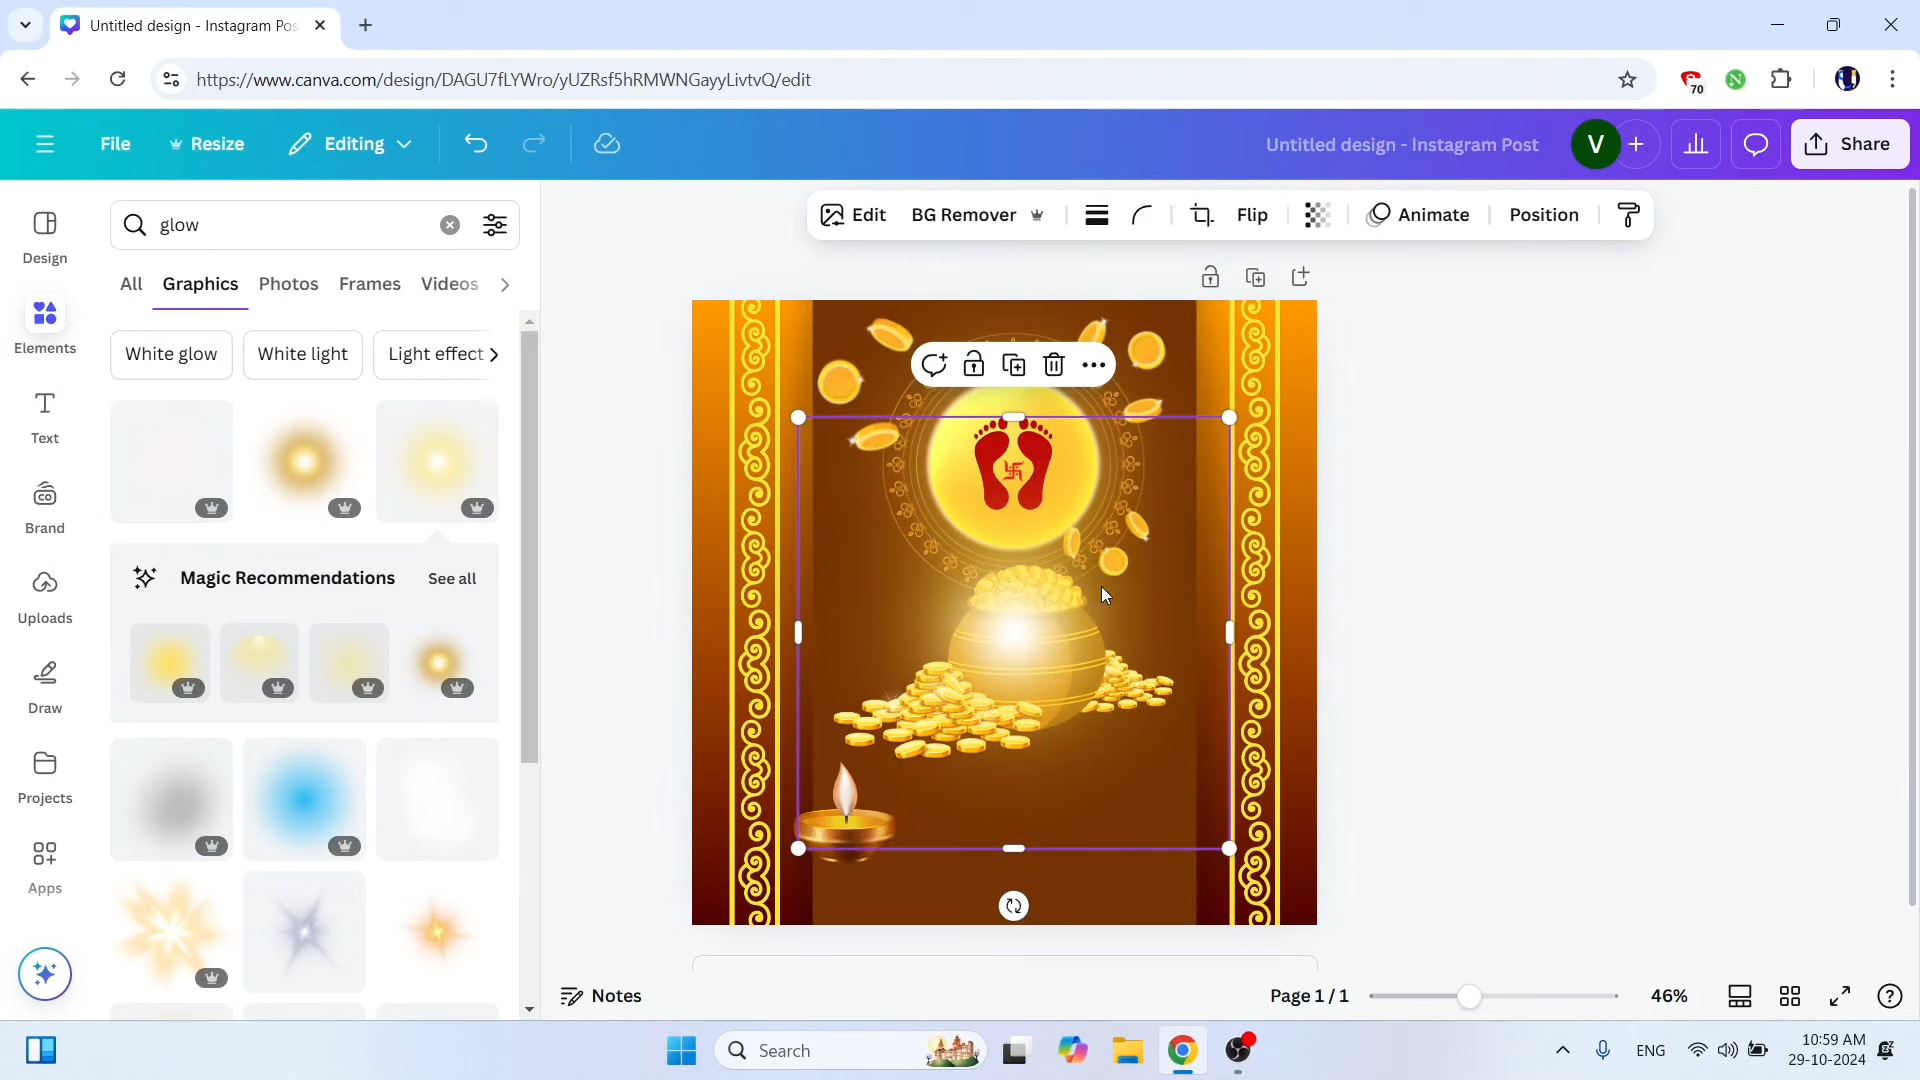 Untitled design - Instagram Pos
https://www.canva.com/design/DAGU7fLYWro/yUZRsf5hRMWNGayyLivtvQ/edit
70
File
Resize
Editing
Untitled design - Instagram Post
V
Share
Design
Elements
Text
Brand
Uploads
Draw
Projects
Apps
glow
All
Graphics
Photos
Frames
Videos
White glow
White light
Light effect
Magic Recommendations
See all
Edit
BG Remover
Flip
Animate
Position
Notes
Page 1 / 1
46%
Search
ENG
10:59 AM
29-10-2024